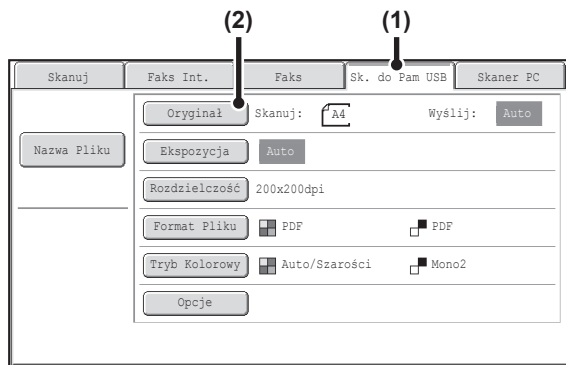 (2) (1)
Skanuj Faks Int. Faks Sk. do Pam USB Skaner PC
Oryginał Skanuj: A4 Wyślij: Auto
Nazwa Pliku Ekspozycja Auto
Rozdzielczość 200x200dpi
Format Pliku PDF PDF
Tryb Kolorowy Auto/Szarości Mono2
Opcje